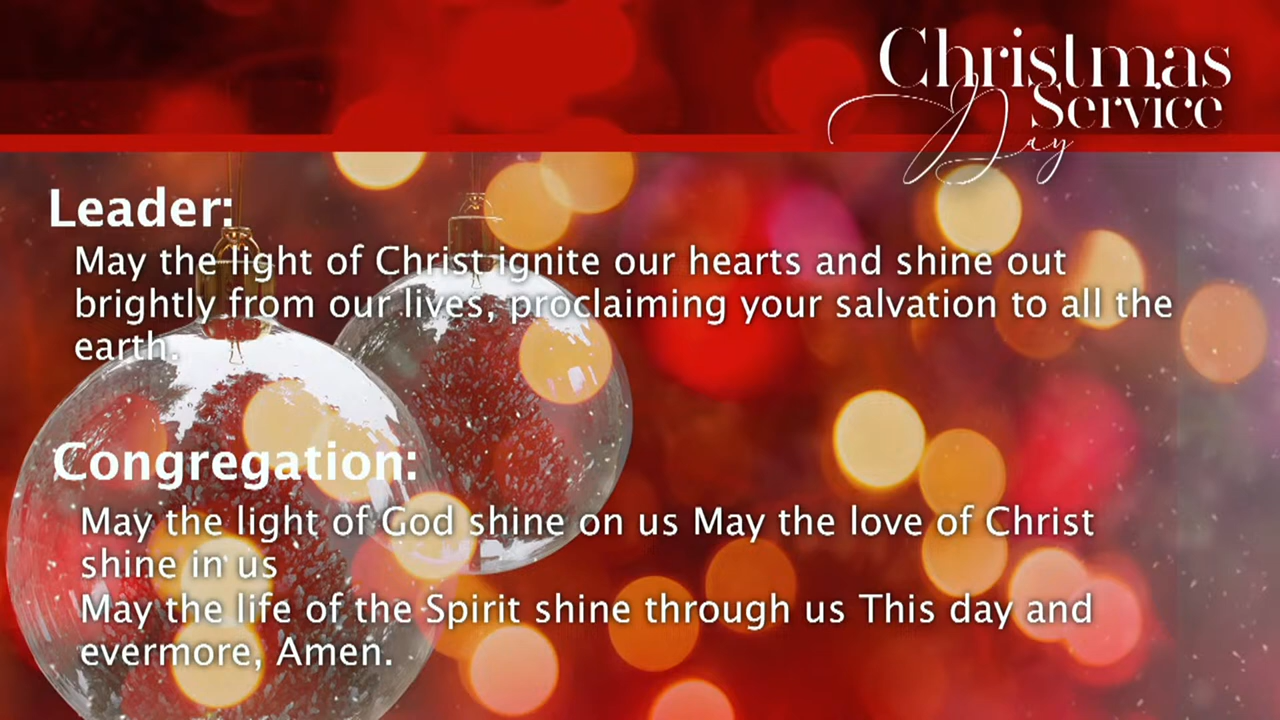 Christmas
Service
Day
Leader:
May the light of Christ ignite our hearts and shine out
brightly from our lives, proclaiming your salvation to all the
earth.
Congregation:
May the light of God shine on us May the love of Christ
shine in us
May the life of the Spirit shine through us This day and
evermore, Amen.